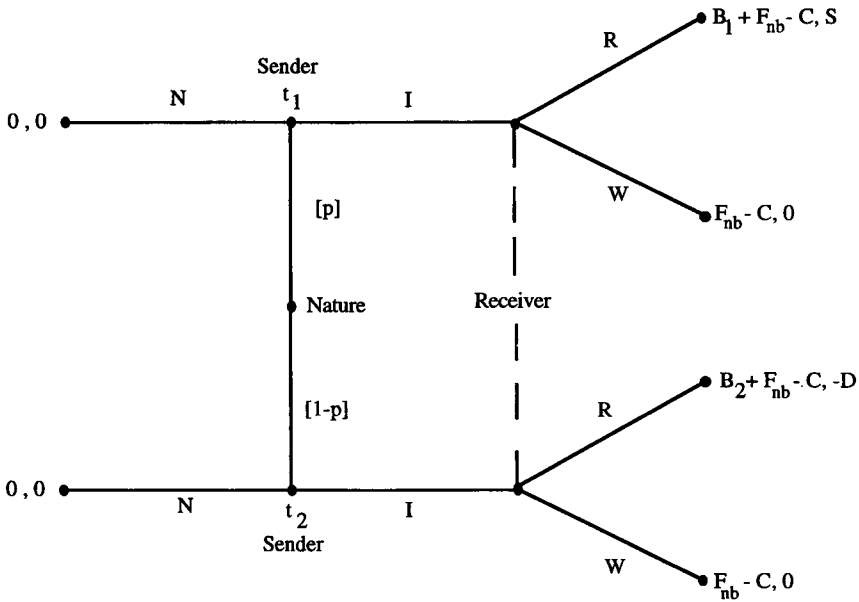 B₁ + Fₙb - C, S
R
Sender
t₁
N
I
0 , 0
W
[p]
Fₙb - C, 0
Nature
Receiver
B₂ + Fₙb - C, -D
R
[1-p]
0 , 0
N
t₂
I
Sender
W
Fₙb - C, 0